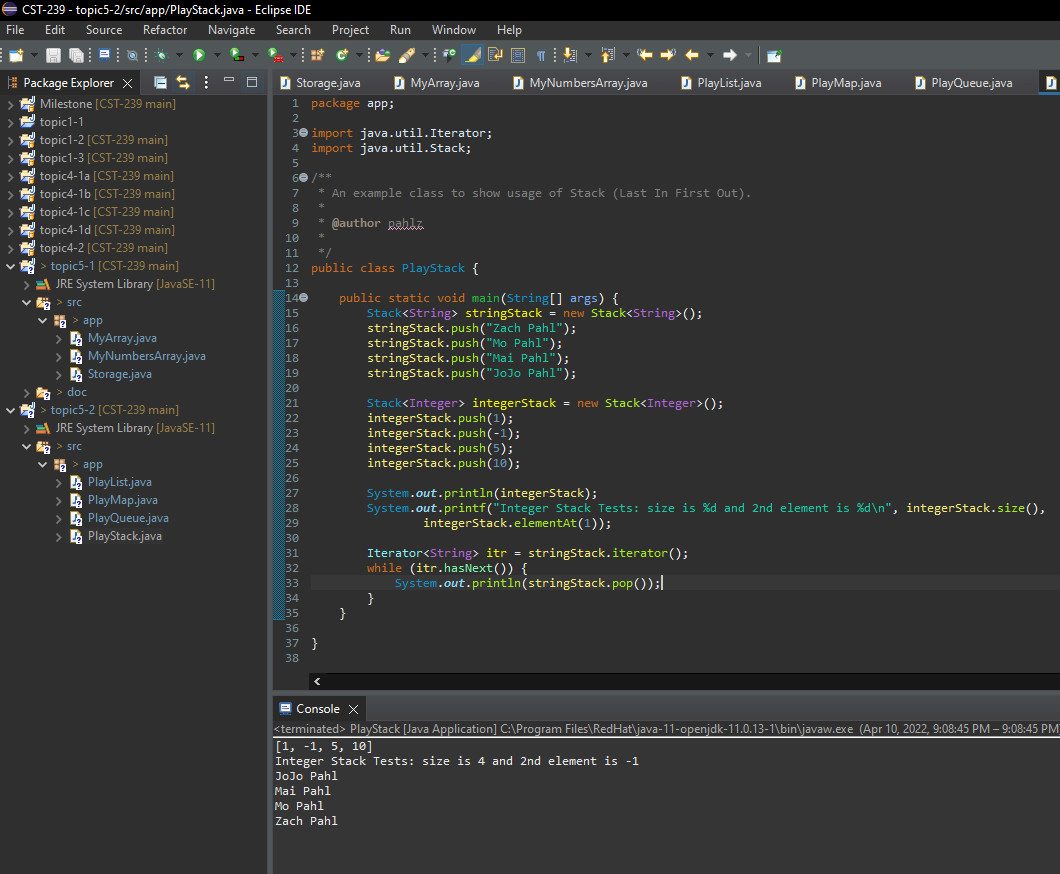 CST-239 - topic5-2/src/app/PlayStack.java - Eclipse IDE
File Edit Source Refactor Navigate Search Project Run Window Help
Package Explorer
Storage.java MyArray.java MyNumbersArray.java PlayList.java PlayMap.java PlayQueue.java
Milestone [CST-239 main]
topic1-1
topic1-2 [CST-239 main]
topic1-3 [CST-239 main]
topic4-1a [CST-239 main]
topic4-1b [CST-239 main]
topic4-1c [CST-239 main]
topic4-1d [CST-239 main]
topic4-2 [CST-239 main]
> topic5-1 [CST-239 main]
JRE System Library [JavaSE-11]
> src
> app
MyArray.java
MyNumbersArray.java
Storage.java
> doc
> topic5-2 [CST-239 main]
JRE System Library [JavaSE-11]
> src
> app
PlayList.java
PlayMap.java
PlayQueue.java
PlayStack.java
1 package app;
2
3 import java.util.Iterator;
4 import java.util.Stack;
5
6 /**
7 * An example class to show usage of Stack (Last In First Out).
8 *
9 * @author pahlz
10 *
11 */
12 public class PlayStack {
13
14 public static void main(String[] args) {
15 Stack<String> stringStack = new Stack<String>();
16 stringStack.push("Zach Pahl");
17 stringStack.push("Mo Pahl");
18 stringStack.push("Mai Pahl");
19 stringStack.push("JoJo Pahl");
20
21 Stack<Integer> integerStack = new Stack<Integer>();
22 integerStack.push(1);
23 integerStack.push(-1);
24 integerStack.push(5);
25 integerStack.push(10);
26
27 System.out.println(integerStack);
28 System.out.printf("Integer Stack Tests: size is %d and 2nd element is %d\n", integerStack.size(),
29 integerStack.elementAt(1));
30
31 Iterator<String> itr = stringStack.iterator();
32 while (itr.hasNext()) {
33 System.out.println(stringStack.pop());
34 }
35 }
36
37 }
38
Console
<terminated> PlayStack [Java Application] C:\Program Files\RedHat\java-11-openjdk-11.0.13-1\bin\javaw.exe (Apr 10, 2022, 9:08:45 PM – 9:08:45 PM
[1, -1, 5, 10]
Integer Stack Tests: size is 4 and 2nd element is -1
JoJo Pahl
Mai Pahl
Mo Pahl
Zach Pahl